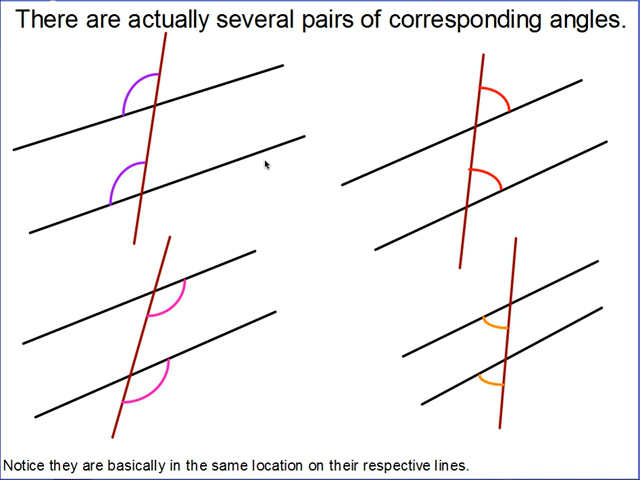 There are actually several pairs of corresponding angles.
Notice they are basically in the same location on their respective lines.